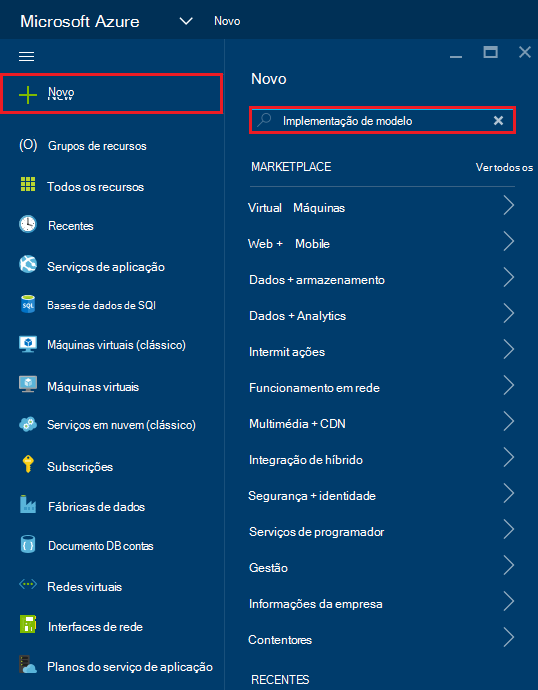 Microsoft Azure
Novo
Novo
New
Grupos de recursos
Todos os recursos
Recentes
Serviços de aplicação
Bases de dados de SQl
Máquinas virtuais (clássico)
Máquinas virtuais
Serviços em nuvem (clássico)
Subscrições
Fábricas de dados
Documento DB contas
Redes virtuais
Interfaces de rede
Planos do serviço de aplicação
Novo
Implementação de modelo
MARKETPLACE Ver todos os
Virtual Máquinas
Web + Mobile
Dados + armazenamento
Dados + Analytics
Intermit ações
Funcionamento em rede
Multimédia + CDN
Integração de híbrido
Segurança + identidade
Serviços de programador
Gestão
Informações da empresa
Contentores
RECENTES